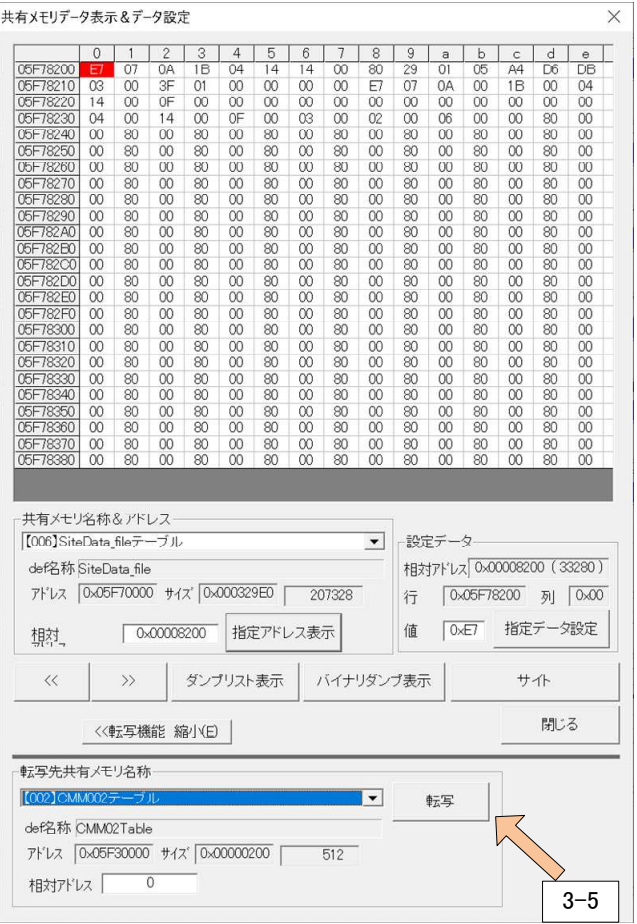 共有メモリデータ表示＆データ設定
0 1 2 3 4 5 6 7 8 9 a b c d e
05F78200 E7 07 0A 1B 04 14 14 00 80 29 01 05 A4 D6 DB
05F78210 03 00 3F 01 00 00 00 00 E7 07 0A 00 1B 00 04
05F78220 14 00 0F 00 00 00 00 00 00 00 00 00 00 00 00
05F78230 04 00 14 00 0F 00 03 00 02 00 06 00 00 80 00
05F78240 00 80 00 80 00 80 00 80 00 80 00 80 00 80 00
05F78250 00 80 00 80 00 80 00 80 00 80 00 80 00 80 00
05F78260 00 80 00 80 00 80 00 80 00 80 00 80 00 80 00
05F78270 00 80 00 80 00 80 00 80 00 80 00 80 00 80 00
05F78280 00 80 00 80 00 80 00 80 00 80 00 80 00 80 00
05F78290 00 80 00 80 00 80 00 80 00 80 00 80 00 80 00
05F782A0 00 80 00 80 00 80 00 80 00 80 00 80 00 80 00
05F782B0 00 80 00 80 00 80 00 80 00 80 00 80 00 80 00
05F782C0 00 80 00 80 00 80 00 80 00 80 00 80 00 80 00
05F782D0 00 80 00 80 00 80 00 80 00 80 00 80 00 80 00
05F782E0 00 80 00 80 00 80 00 80 00 80 00 80 00 80 00
05F782F0 00 80 00 80 00 80 00 80 00 80 00 80 00 80 00
05F78300 00 80 00 80 00 80 00 80 00 80 00 80 00 80 00
05F78310 00 80 00 80 00 80 00 80 00 80 00 80 00 80 00
05F78320 00 80 00 80 00 80 00 80 00 80 00 80 00 80 00
05F78330 00 80 00 80 00 80 00 80 00 80 00 80 00 80 00
05F78340 00 80 00 80 00 80 00 80 00 80 00 80 00 80 00
05F78350 00 80 00 80 00 80 00 80 00 80 00 80 00 80 00
05F78360 00 80 00 80 00 80 00 80 00 80 00 80 00 80 00
05F78370 00 80 00 80 00 80 00 80 00 80 00 80 00 80 00
05F78380 00 80 00 80 00 80 00 80 00 80 00 80 00 80 00
共有メモリ名称＆アドレス
【006】SiteData_fileテーブル
def名称 SiteData_file
アドレス 0x05F70000 サイズ 0x000329E0 207328
相対 0x00008200 指定アドレス表示
設定データ
相対アドレス 0x00008200 ( 33280 )
行 0x05F78200 列 0x00
値 0xE7 指定データ設定
<< >> ダンプリスト表示 バイナリダンプ表示 サイト
<<転写機能 縮小(E) 閉じる
転写先共有メモリ名称
【002】CMM002テーブル 転写
def名称 CMM02Table
アドレス 0x05F30000 サイズ 0x00000200 512
相対アドレス 0
3-5